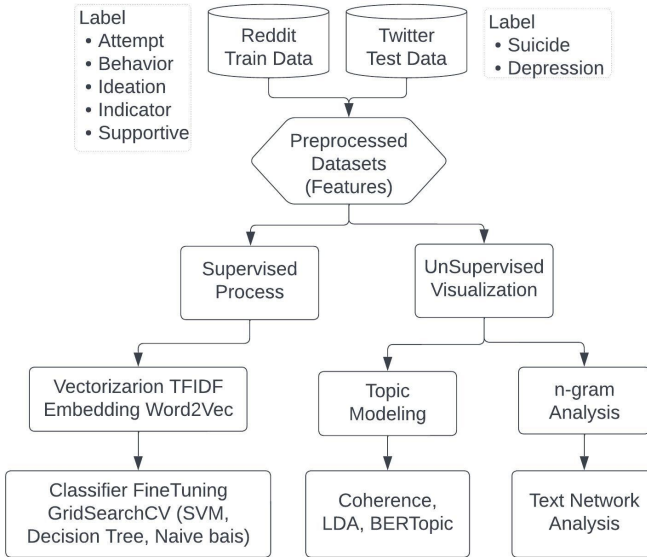 Label
• Attempt
• Behavior
• Ideation
• Indicator
• Supportive
Reddit
Train Data
Twitter
Test Data
Label
• Suicide
• Depression
Preprocessed
Datasets
(Features)
Supervised
Process
UnSupervised
Visualization
Vectorizarion TFIDF
Embedding Word2Vec
Topic
Modeling
n-gram
Analysis
Classifier FineTuning
GridSearchCV (SVM,
Decision Tree, Naive bais)
Coherence,
LDA, BERTopic
Text Network
Analysis